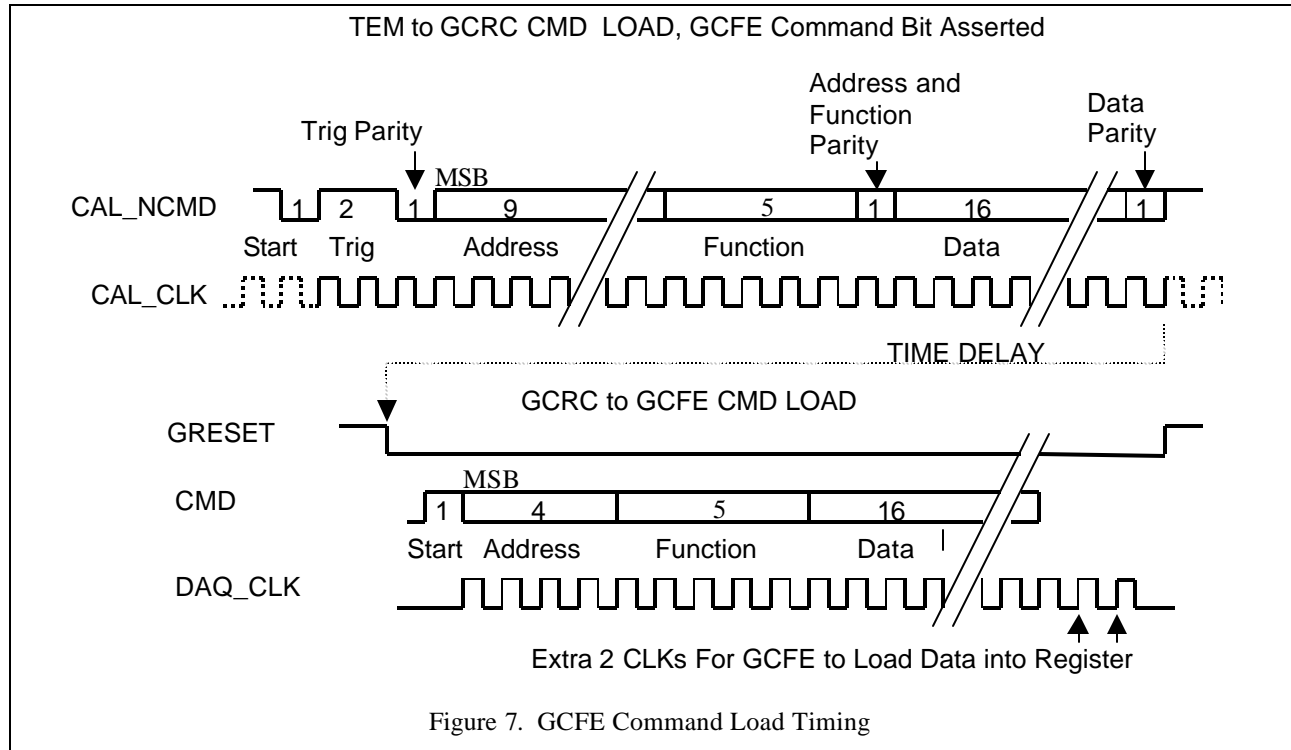 TEM to GCRC CMD LOAD, GCFE Command Bit Asserted
Address and
Function
Parity
Data
Parity
Trig Parity
MSB
CAL_NCMD
1 2 1 9 5 1 16 1
Start Trig Address Function Data
CAL_CLK
TIME DELAY
GCRC to GCFE CMD LOAD
GRESET
MSB
CMD
1 4 5 16
Start Address Function Data
DAQ_CLK
Extra 2 CLKs For GCFE to Load Data into Register
Figure 7. GCFE Command Load Timing